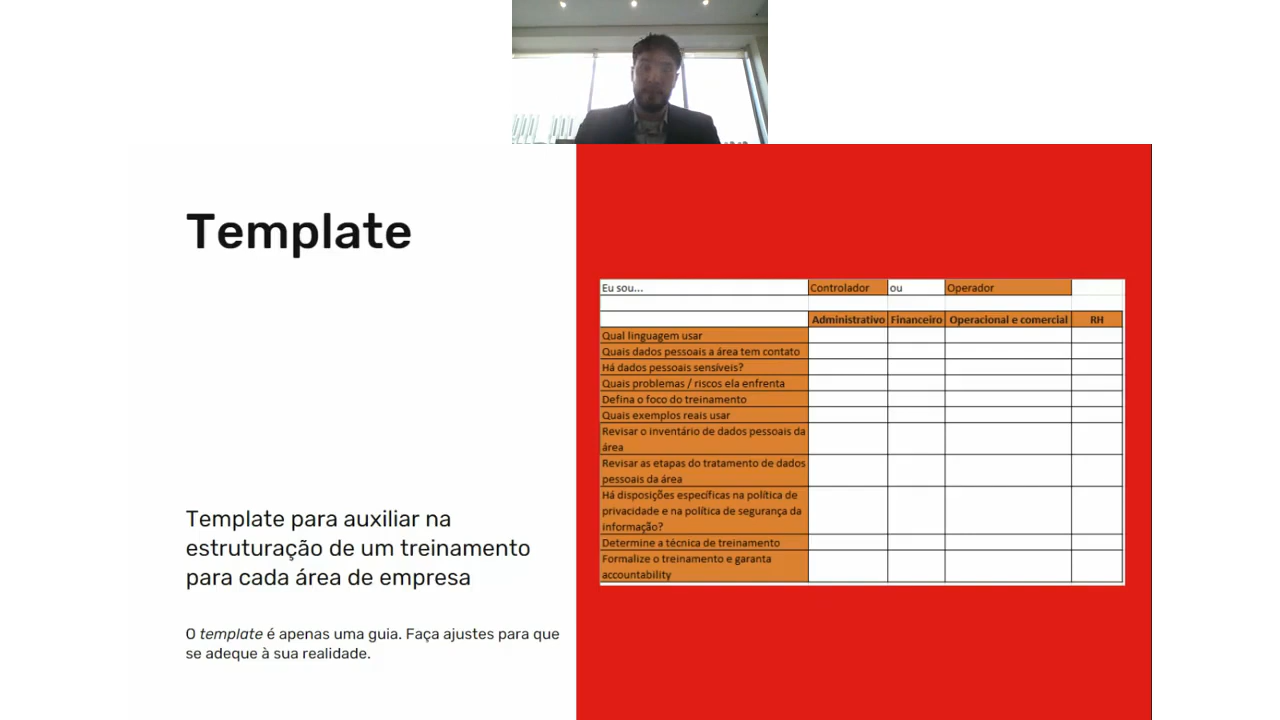 Template
Template para auxiliar na
estruturação de um treinamento
para cada área de empresa
O template é apenas uma guia. Faça ajustes para que
se adeque à sua realidade.
Eu sou... Controlador ou Operador
Administrativo Financeiro Operacional e comercial RH
Qual linguagem usar
Quais dados pessoais a área tem contato
Há dados pessoais sensíveis?
Quais problemas / riscos ela enfrenta
Defina o foco do treinamento
Quais exemplos reais usar
Revisar o inventário de dados pessoais da
área
Revisar as etapas do tratamento de dados
pessoais da área
Há disposições específicas na política de
privacidade e na política de segurança da
informação?
Determine a técnica de treinamento
Formalize o treinamento e garanta
accountability